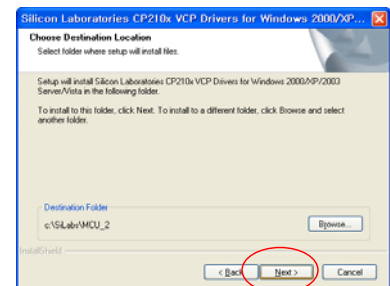 Silicon Laboratories CP210x VCP Drivers for Windows 2000/XP...
Choose Destination Location
Select folder where setup will install files.
Setup will install Silicon Laboratories CP210x VCP Drivers for Windows 2000/XP/2003
Server/Vista in the following folder.
To install to this folder, click Next. To install to a different folder, click Browse and select
another folder.
Destination Folder
c:\SiLabs\MCU_2
Browse...
InstallShield
< Back
Next >
Cancel